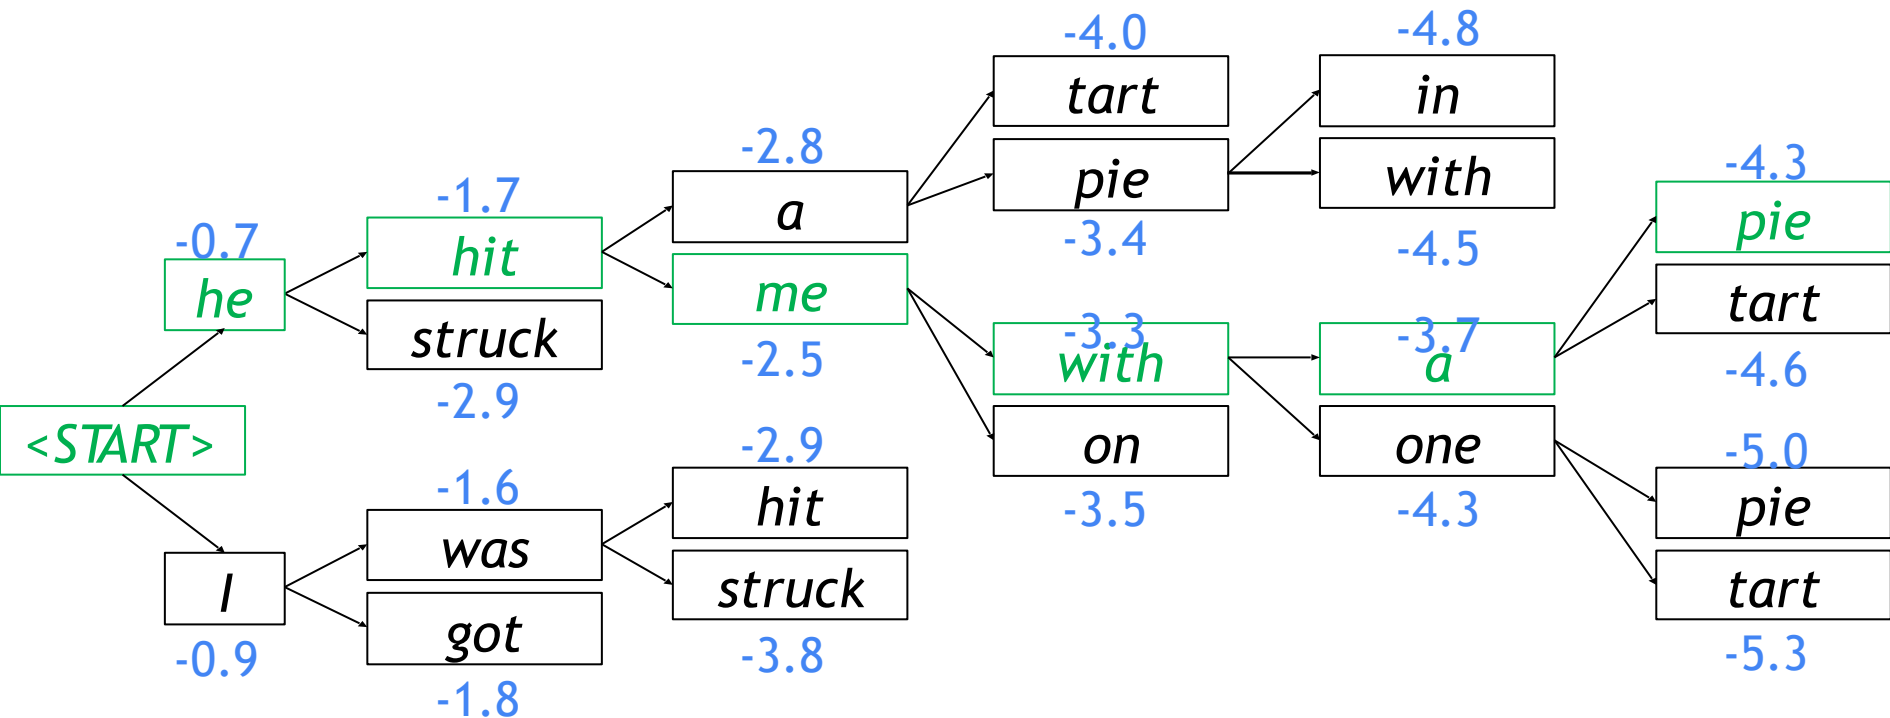 <START>
-0.7
he
I
-0.9
-1.7
hit
struck
-2.9
-1.6
was
got
-1.8
-2.8
a
me
-2.5
-2.9
hit
struck
-3.8
-4.0
tart
pie
-3.4
-3.3
with
on
-3.5
-4.8
in
with
-4.5
-3.7
a
one
-4.3
-4.3
pie
tart
-4.6
-5.0
pie
tart
-5.3